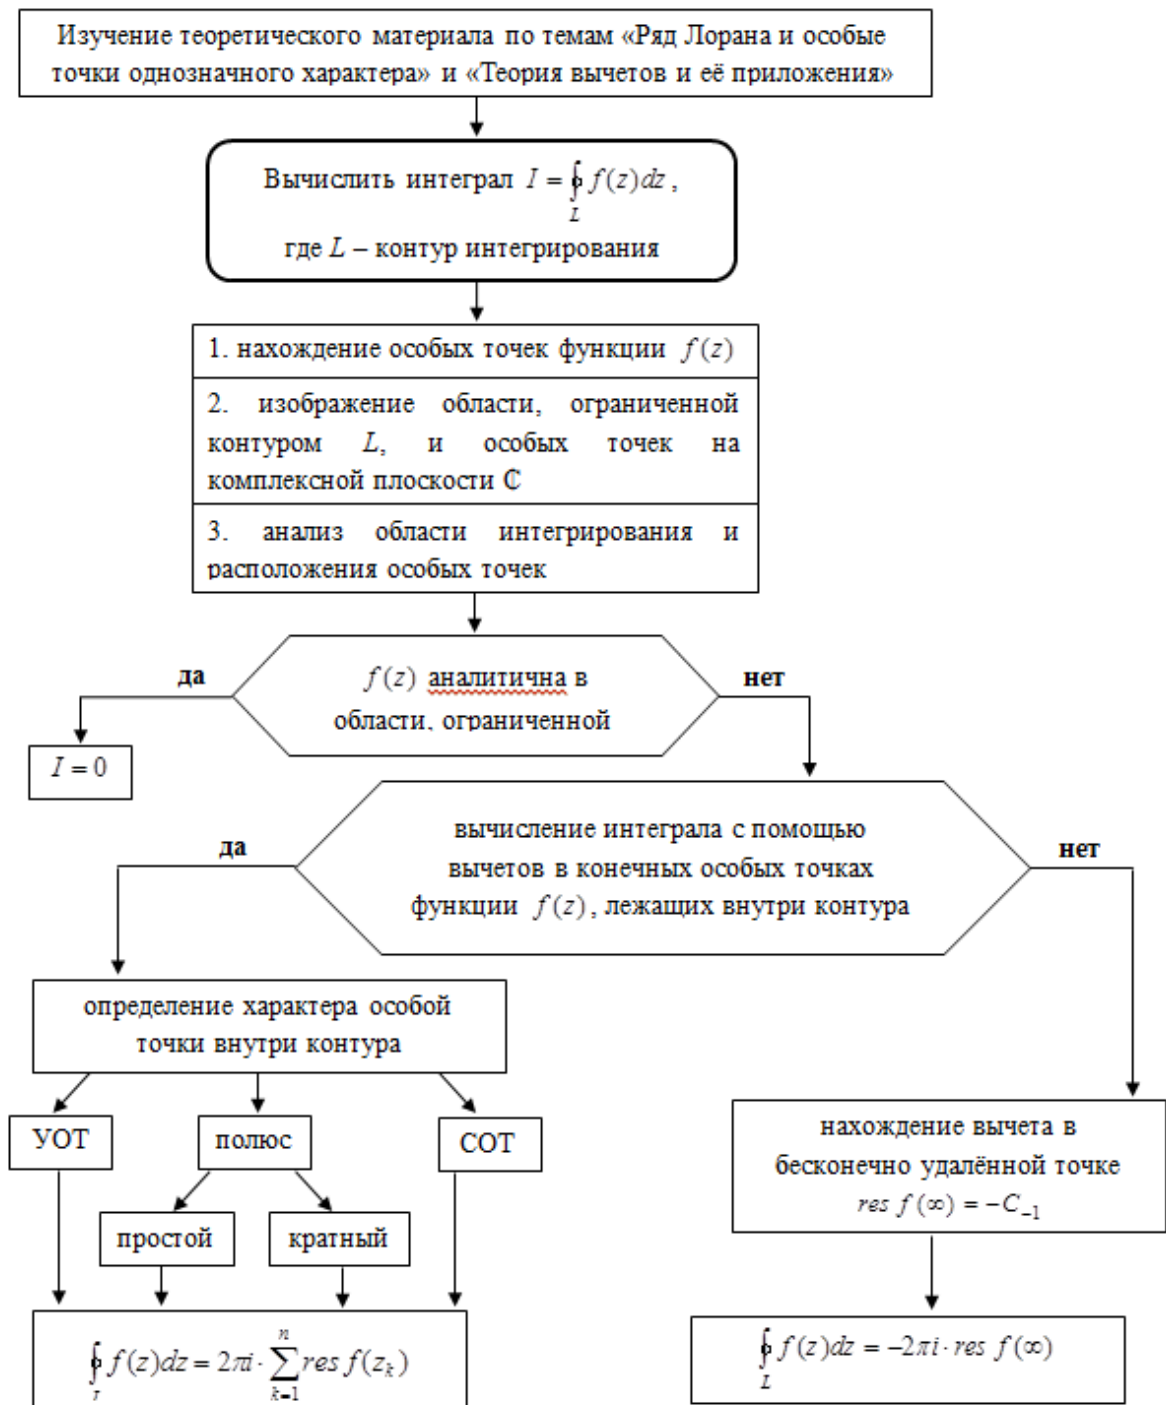 Изучение теоретического материала по темам «Ряд Лорана и особые
точки однозначного характера» и «Теория вычетов и её приложения»
Вычислить интеграл I = ∮_L f(z)dz ,
где L – контур интегрирования
1. нахождение особых точек функции f(z)
2. изображение области, ограниченной
контуром L, и особых точек на
комплексной плоскости ℂ
3. анализ области интегрирования и
расположения особых точек
да
f(z) аналитична в
области, ограниченной
нет
I = 0
да
вычисление интеграла с помощью
вычетов в конечных особых точках
функции f(z), лежащих внутри контура
нет
определение характера особой
точки внутри контура
УОТ
полюс
СОТ
простой
кратный
∮_L f(z)dz = 2πi · ∑_{k=1}^{n} res f(z_k)
нахождение вычета в
бесконечно удалённой точке
res f(∞) = −C_{−1}
∮_L f(z)dz = −2πi · res f(∞)